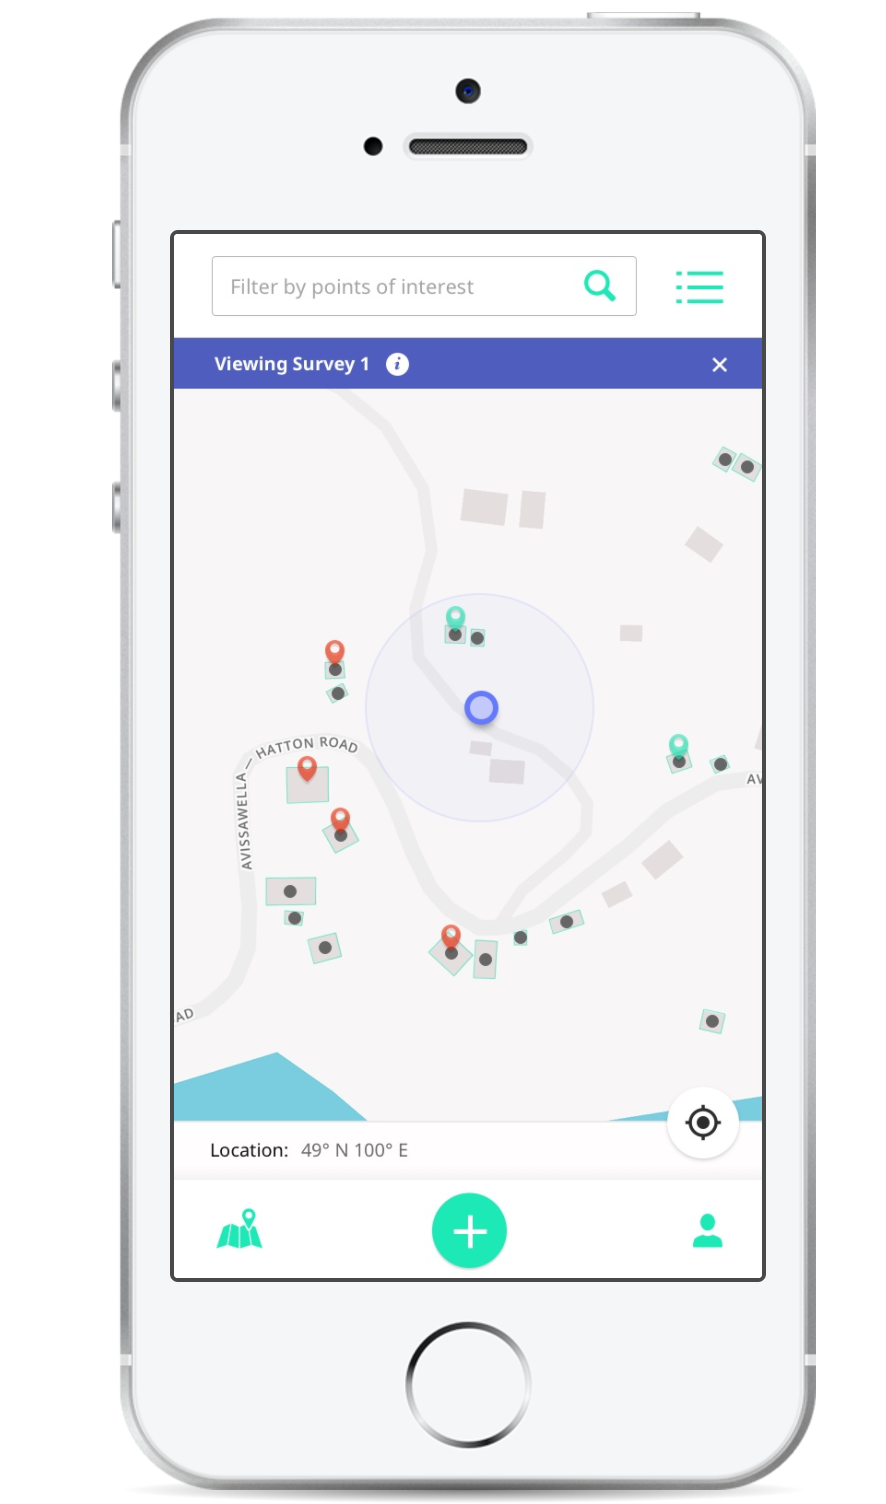 Filter by points of interest
Viewing Survey 1 i
AVISSAWELLA – HATTON ROAD
AV
AD
Location: 49° N 100° E